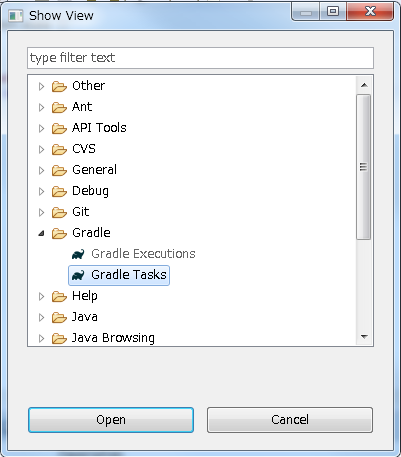 Show View
type filter text
Other
Ant
API Tools
CVS
General
Debug
Git
Gradle
Gradle Executions
Gradle Tasks
Help
Java
Java Browsing
Open
Cancel